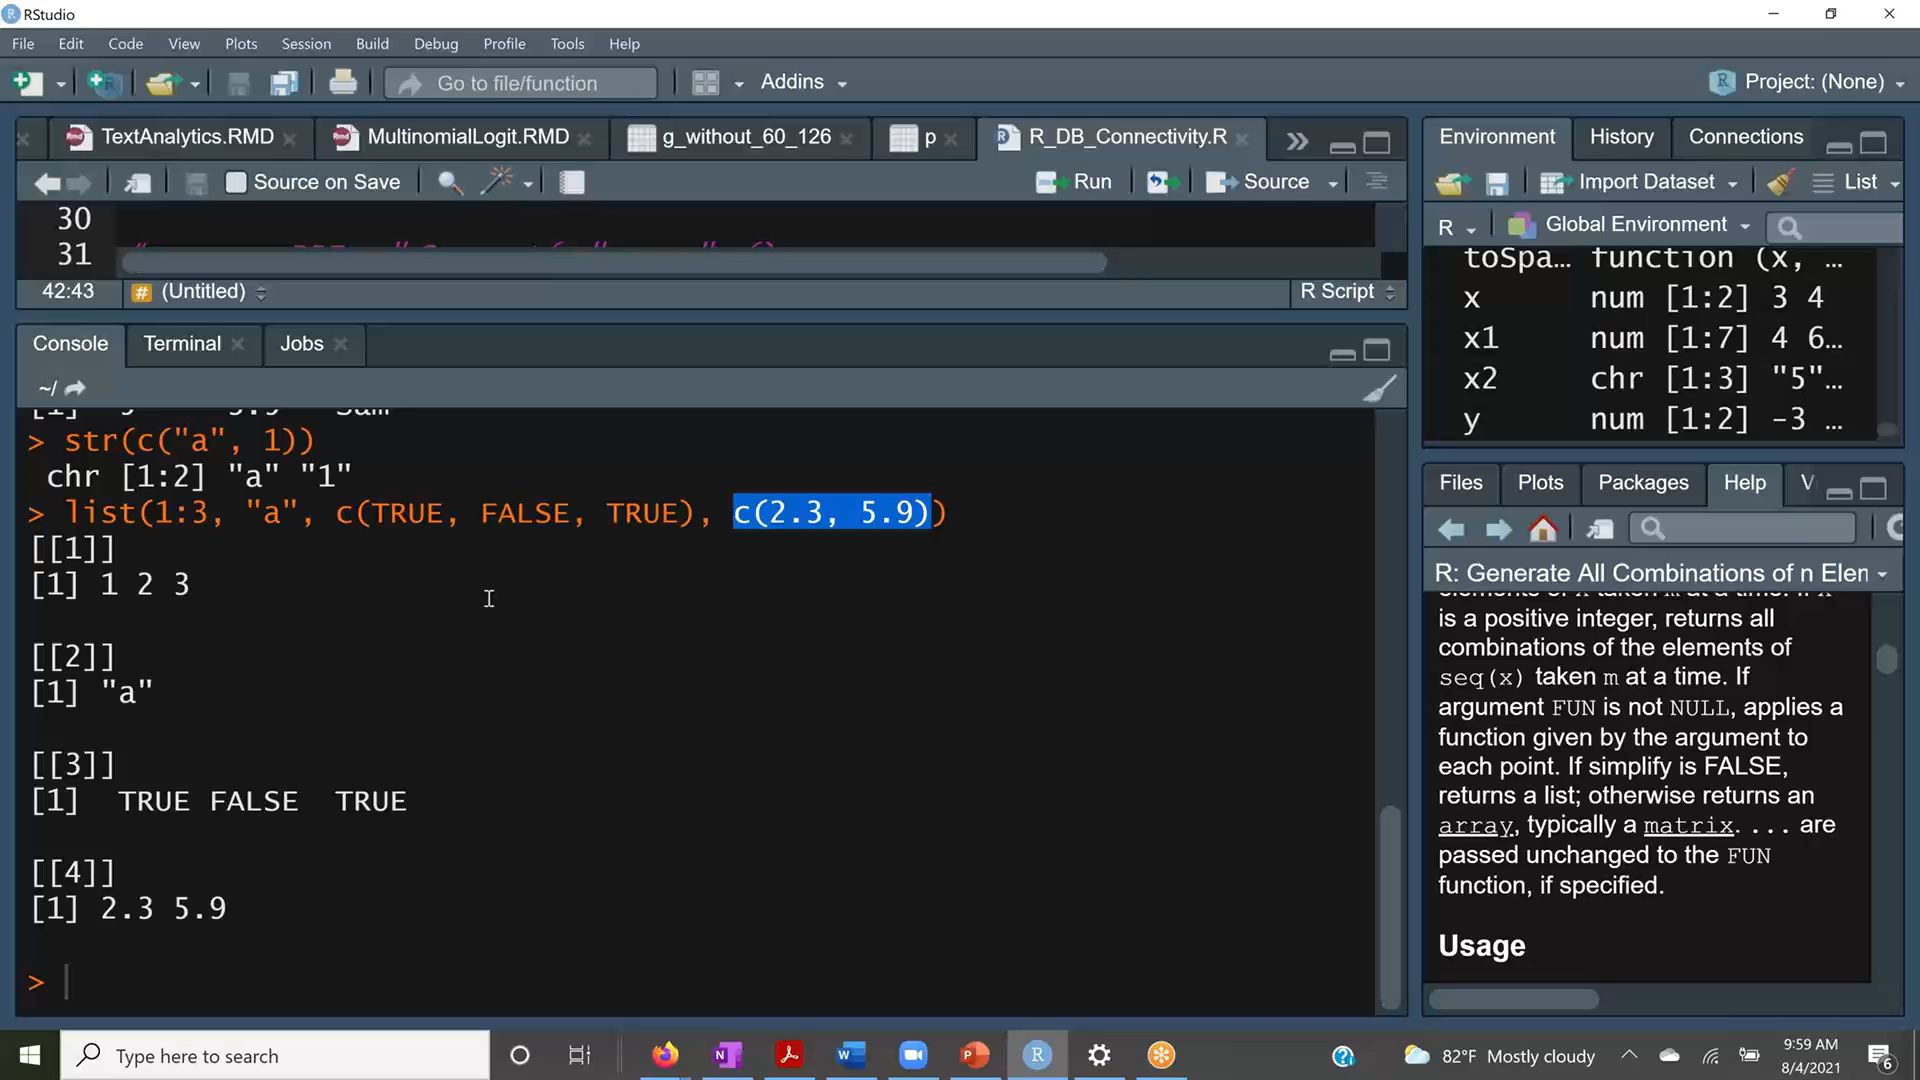 RStudio
File Edit Code View Plots Session Build Debug Profile Tools Help
Go to file/function Addins Project: (None)
TextAnalytics.RMD MultinomialLogit.RMD g_without_60_126 p R_DB_Connectivity.R
Source on Save Run Source
30
31
42:43 (Untitled) R Script
Console Terminal Jobs
~/
> str(c("a", 1))
chr [1:2] "a" "1"
> list(1:3, "a", c(TRUE, FALSE, TRUE), c(2.3, 5.9))
[[1]]
[1] 1 2 3
[[2]]
[1] "a"
[[3]]
[1] TRUE FALSE TRUE
[[4]]
[1] 2.3 5.9
>
Environment History Connections
Import Dataset List
R Global Environment
toSpa… function (x, …
x num [1:2] 3 4
x1 num [1:7] 4 6…
x2 chr [1:3] "5"…
y num [1:2] -3 …
Files Plots Packages Help V
R: Generate All Combinations of n Elen
elements of x taken m at a time. If x
is a positive integer, returns all
combinations of the elements of
seq(x) taken m at a time. If
argument FUN is not NULL, applies a
function given by the argument to
each point. If simplify is FALSE,
returns a list; otherwise returns an
array, typically a matrix. ... are
passed unchanged to the FUN
function, if specified.
Usage
Type here to search
82°F Mostly cloudy
9:59 AM
8/4/2021
6